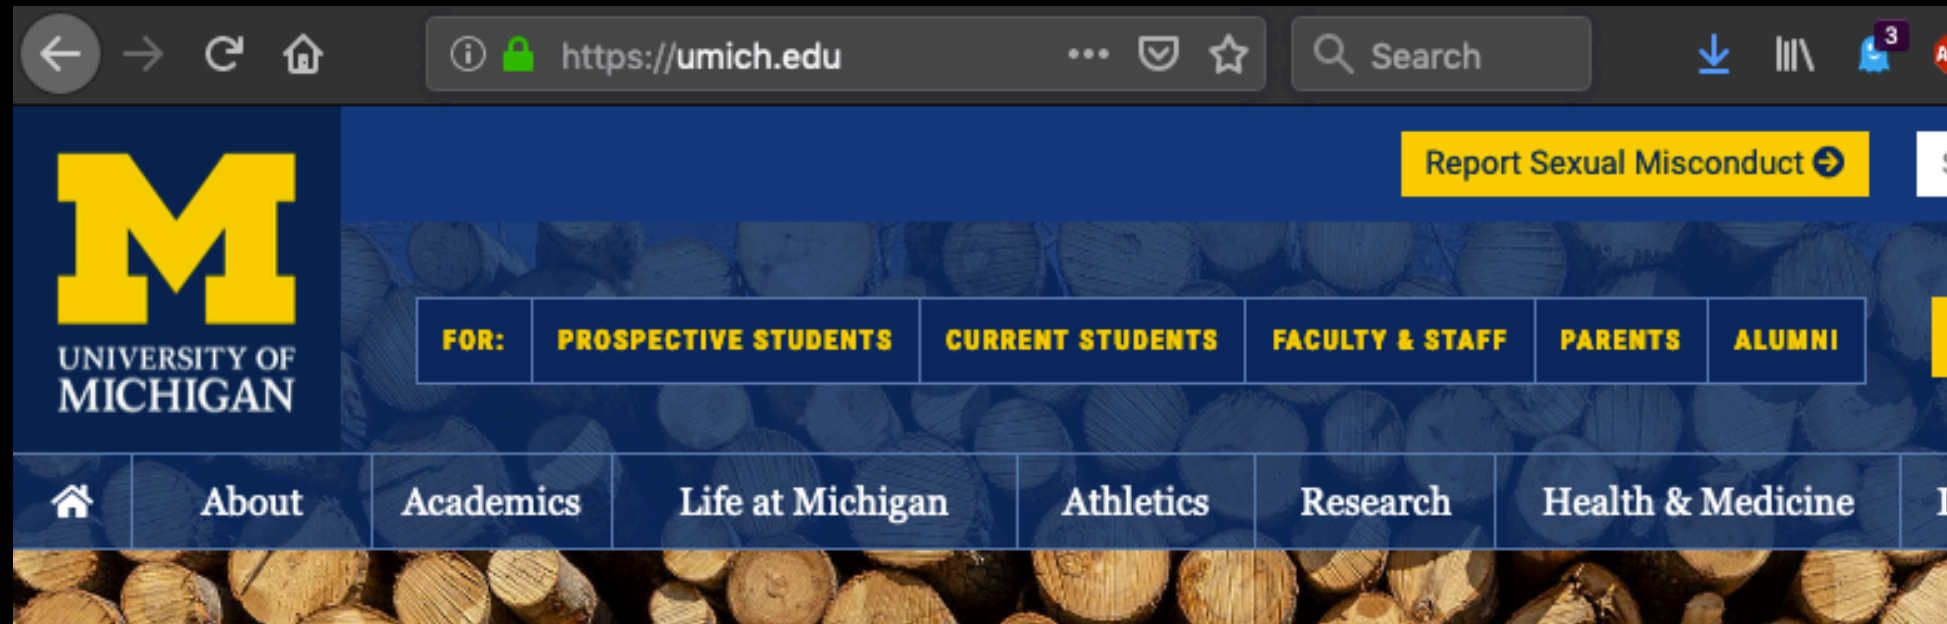 https://umich.edu
Search
3
Report Sexual Misconduct
M
UNIVERSITY OF
MICHIGAN
FOR: PROSPECTIVE STUDENTS CURRENT STUDENTS FACULTY & STAFF PARENTS ALUMNI
About Academics Life at Michigan Athletics Research Health & Medicine